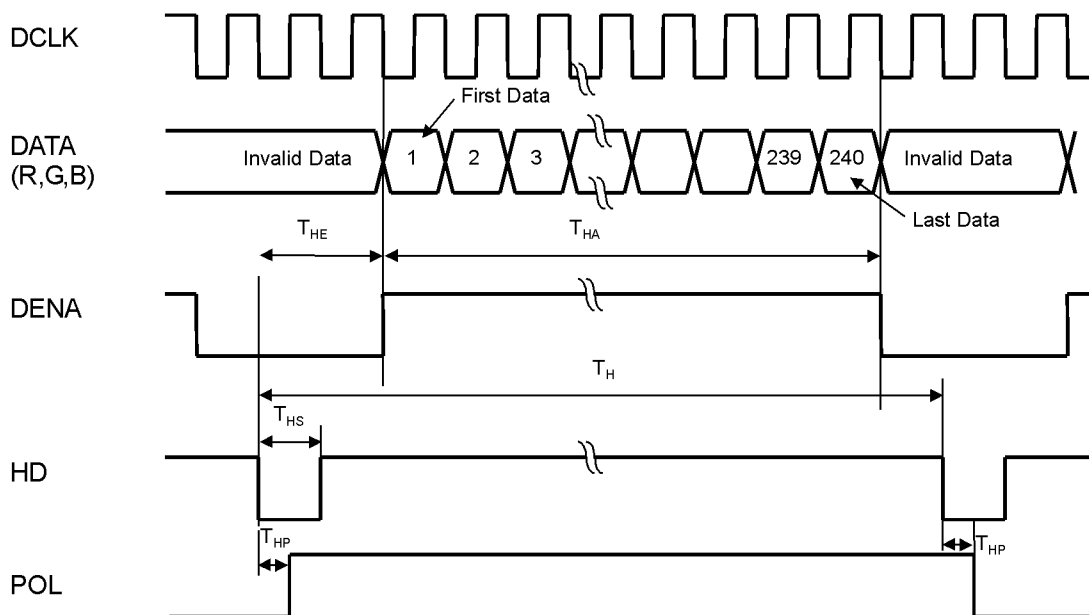 DCLK
First Data
DATA
(R,G,B)
Invalid Data 1 2 3 239 240 Invalid Data
Last Data
THE THA
DENA
TH
THS
HD
THP THP
POL